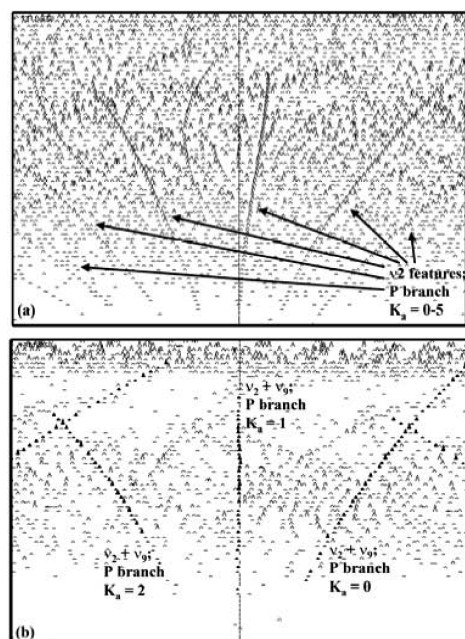 ν2 features;
P branch
Kₐ = 0-5
(a)
ν₂ + ν₉;
P branch
Kₐ = 1
ν₂ + ν₉;
P branch
Kₐ = 2
ν₂ + ν₉;
P branch
Kₐ = 0
(b)